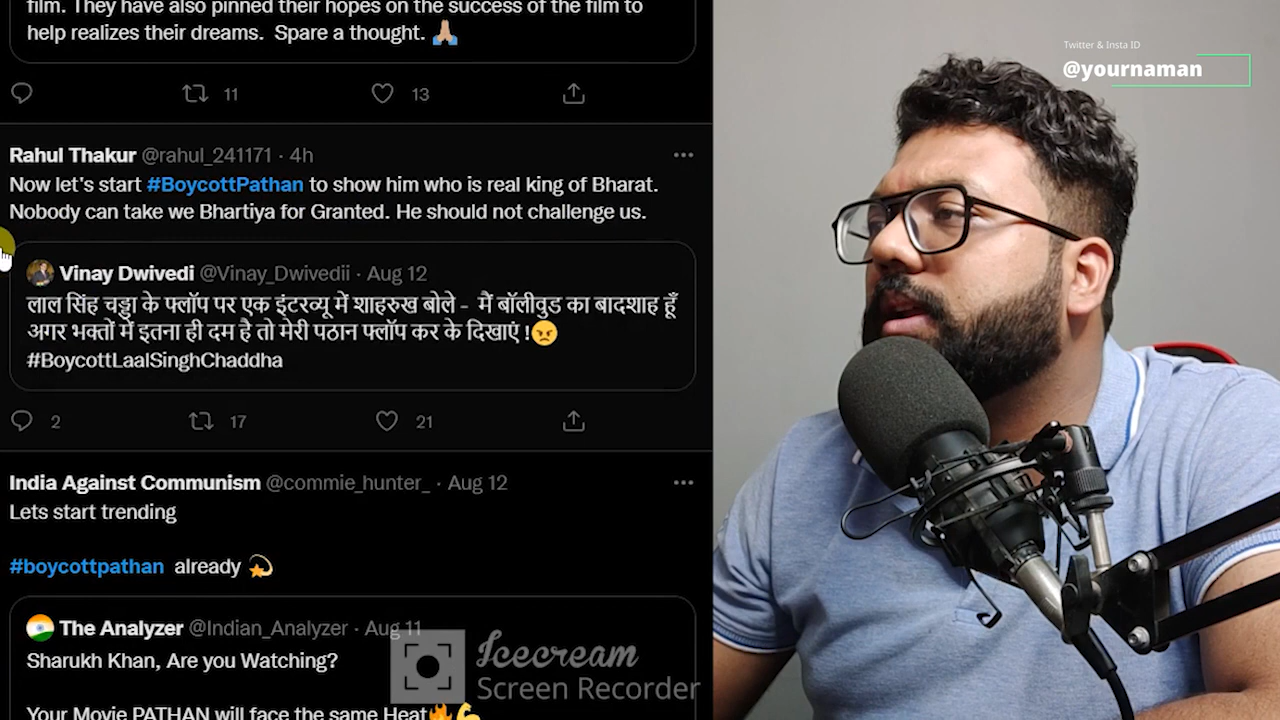 film. They have also pinned their hopes on the success of the film to
help realizes their dreams. Spare a thought. 🙏🏼
11 13
Rahul Thakur @rahul_241171 · 4h
Now let's start #BoycottPathan to show him who is real king of Bharat.
Nobody can take we Bhartiya for Granted. He should not challenge us.
Vinay Dwivedi @Vinay_Dwivedii · Aug 12
लाल सिंह चड्ढा के फ्लॉप पर एक इंटरव्यू में शाहरुख बोले - मैं बॉलीवुड का बादशाह हूँ
अगर भक्तों में इतना ही दम है तो मेरी पठान फ्लॉप कर के दिखाएं !😠
#BoycottLaalSinghChaddha
2 17 21
India Against Communism @commie_hunter_ · Aug 12
Lets start trending
#boycottpathan already 💫
The Analyzer @Indian_Analyzer · Aug 11
Sharukh Khan, Are you Watching?
Your Movie PATHAN will face the same Heat🔥💪
Icecream
Screen Recorder
Twitter & Insta ID
@yournaman